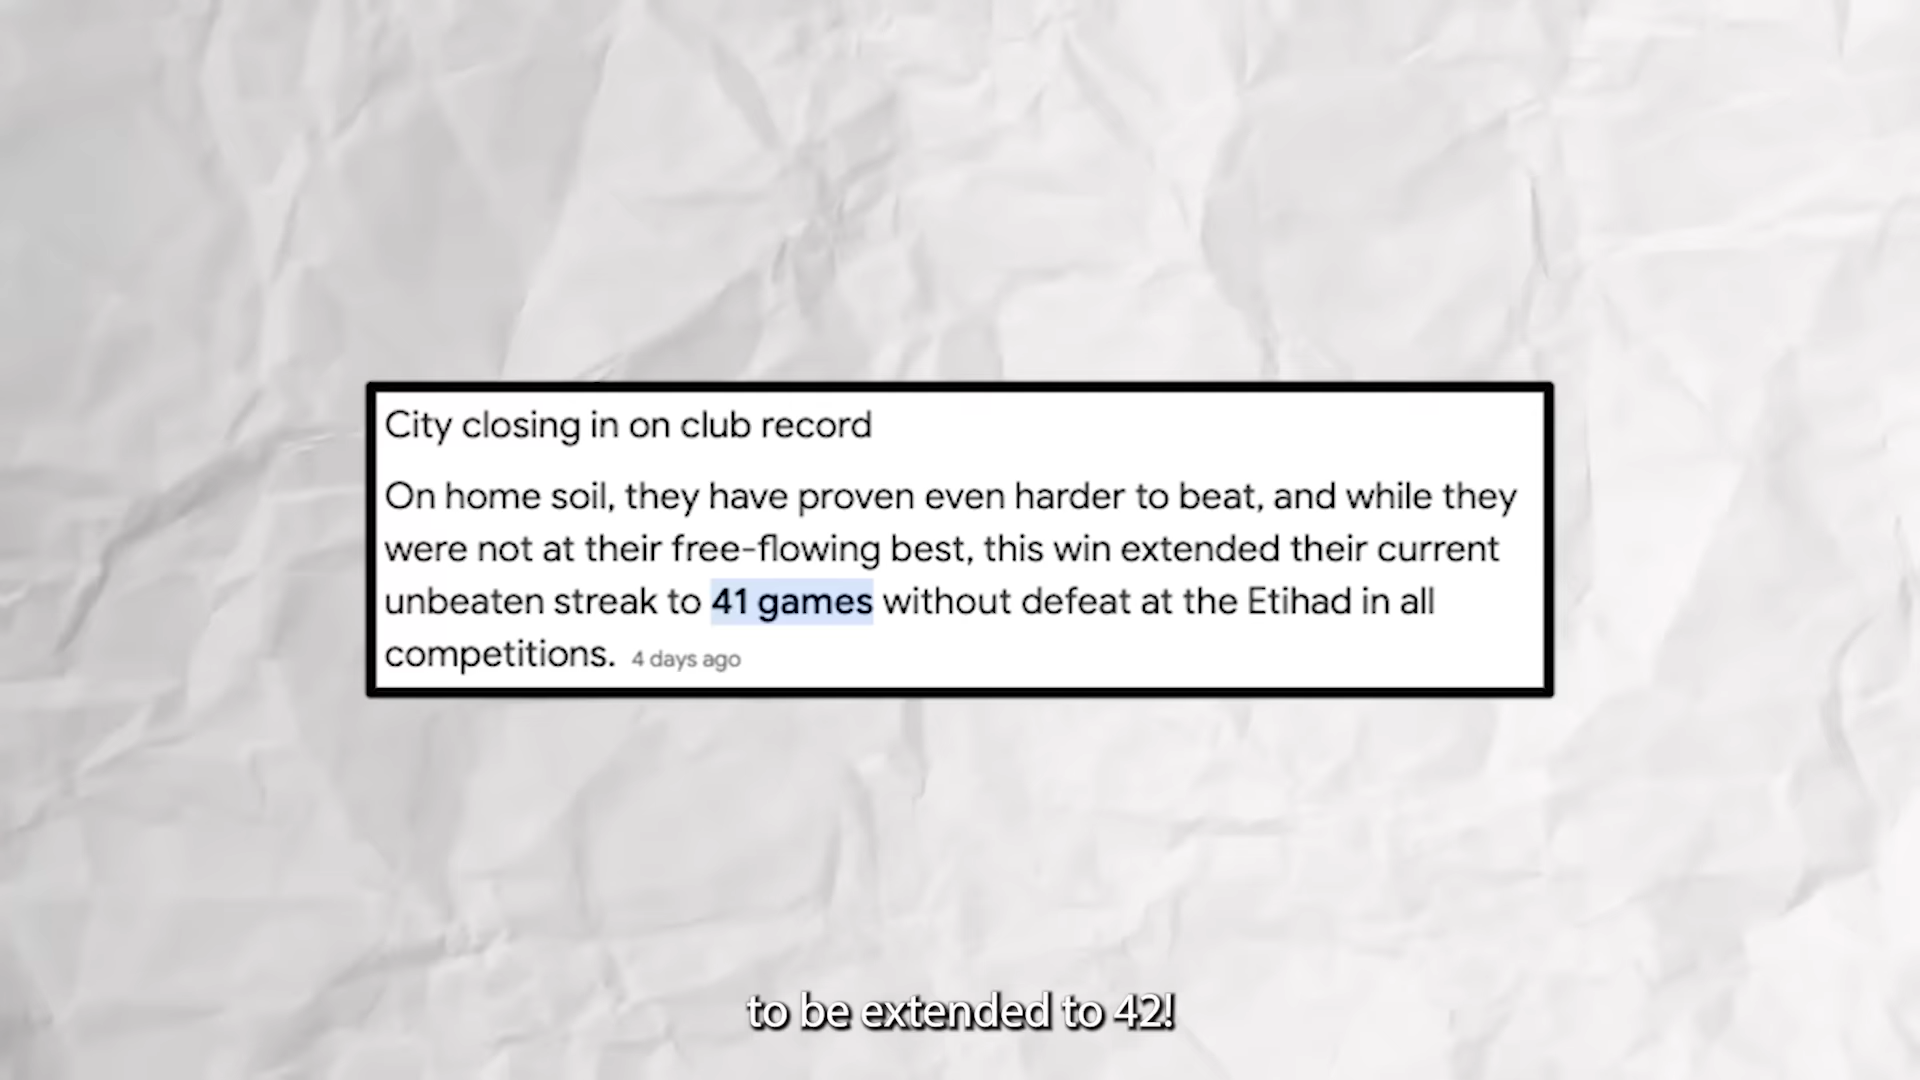 City closing in on club record
On home soil, they have proven even harder to beat, and while they
were not at their free-flowing best, this win extended their current
unbeaten streak to 41 games without defeat at the Etihad in all
competitions. 4 days ago
to be extended to 42!